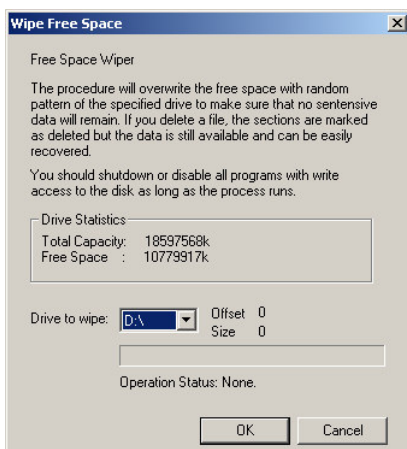 Wipe Free Space
Free Space Wiper
The procedure will overwrite the free space with random
pattern of the specified drive to make sure that no sentensive
data will remain. If you delete a file, the sections are marked
as deleted but the data is still available and can be easily
recovered.
You should shutdown or disable all programs with write
access to the disk as long as the process runs.
Drive Statistics
Total Capacity: 18597568k
Free Space : 10779917k
Drive to wipe: D:\ Offset 0
Size 0
Operation Status: None.
OK Cancel